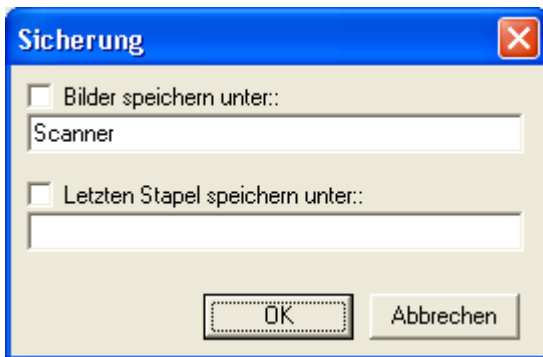 Sicherung
Bilder speichern unter::
Scanner
Letzten Stapel speichern unter::
OK
Abbrechen